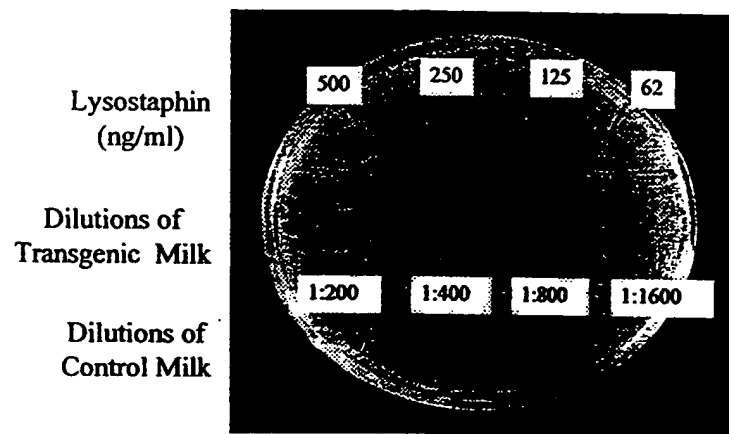 500 250 125 62
Lysostaphin
(ng/ml)
Dilutions of
Transgenic Milk
1:200 1:400 1:800 1:1600
Dilutions of
Control Milk